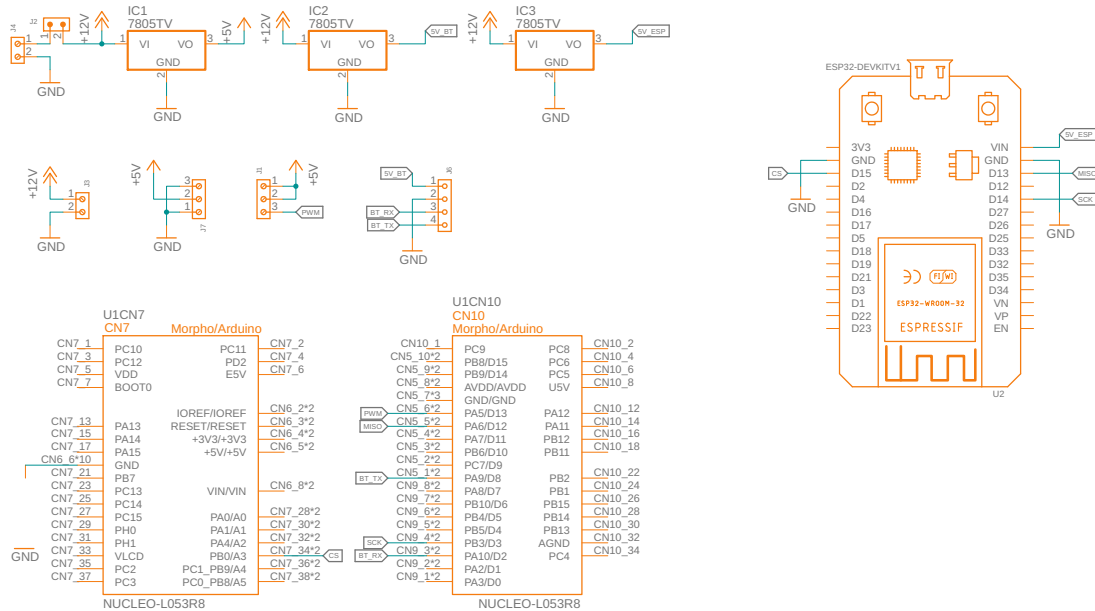 J4
1
2
J2
1
2
+12V
GND
IC1
7805TV
1
VI
VO
3
GND
2
+5V
GND
+12V
IC2
7805TV
1
VI
VO
3
GND
2
5V_BT
GND
+12V
IC3
7805TV
1
VI
VO
3
GND
2
5V_ESP
GND
+12V
J3
1
2
GND
+5V
3
2
1
J7
GND
J1
1
2
3
+5V
PWM
5V_BT
BT_RX
BT_TX
J6
1
2
3
4
GND
ESP32-DEVKITV1
3V3
GND
D15
D2
D4
D16
D17
D5
D18
D19
D21
D3
D1
D22
D23
VIN
GND
D13
D12
D14
D27
D26
D25
D33
D32
D35
D34
VN
VP
EN
CS
GND
5V_ESP
MISO
SCK
GND
ESP32-WROOM-32
ESPRESSIF
U2
U1CN7
CN7
Morpho/Arduino
CN7_1 PC10 PC11 CN7_2
CN7_3 PC12 PD2 CN7_4
CN7_5 VDD E5V CN7_6
CN7_7 BOOT0
IOREF/IOREF CN6_2*2
CN7_13 PA13 RESET/RESET CN6_3*2
CN7_15 PA14 +3V3/+3V3 CN6_4*2
CN7_17 PA15 +5V/+5V CN6_5*2
CN6_6*10 GND
CN7_21 PB7
CN7_23 PC13 VIN/VIN CN6_8*2
CN7_25 PC14
CN7_27 PC15 PA0/A0 CN7_28*2
CN7_29 PH0 PA1/A1 CN7_30*2
CN7_31 PH1 PA4/A2 CN7_32*2
CN7_33 VLCD PB0/A3 CN7_34*2 CS
CN7_35 PC2 PC1_PB9/A4 CN7_36*2
CN7_37 PC3 PC0_PB8/A5 CN7_38*2
GND
NUCLEO-L053R8
U1CN10
CN10
Morpho/Arduino
CN10_1 PC9 PC8 CN10_2
CN5_10*2 PB8/D15 PC6 CN10_4
CN5_9*2 PB9/D14 PC5 CN10_6
CN5_8*2 AVDD/AVDD U5V CN10_8
CN5_7*3 GND/GND
PWM CN5_6*2 PA5/D13 PA12 CN10_12
MISO CN5_5*2 PA6/D12 PA11 CN10_14
CN5_4*2 PA7/D11 PB12 CN10_16
CN5_3*2 PB6/D10 PB11 CN10_18
CN5_2*2 PC7/D9
BT_TX CN5_1*2 PA9/D8 PB2 CN10_22
CN9_8*2 PA8/D7 PB1 CN10_24
CN9_7*2 PB10/D6 PB15 CN10_26
CN9_6*2 PB4/D5 PB14 CN10_28
CN9_5*2 PB5/D4 PB13 CN10_30
SCK CN9_4*2 PB3/D3 AGND CN10_32
BT_RX CN9_3*2 PA10/D2 PC4 CN10_34
CN9_2*2 PA2/D1
CN9_1*2 PA3/D0
NUCLEO-L053R8